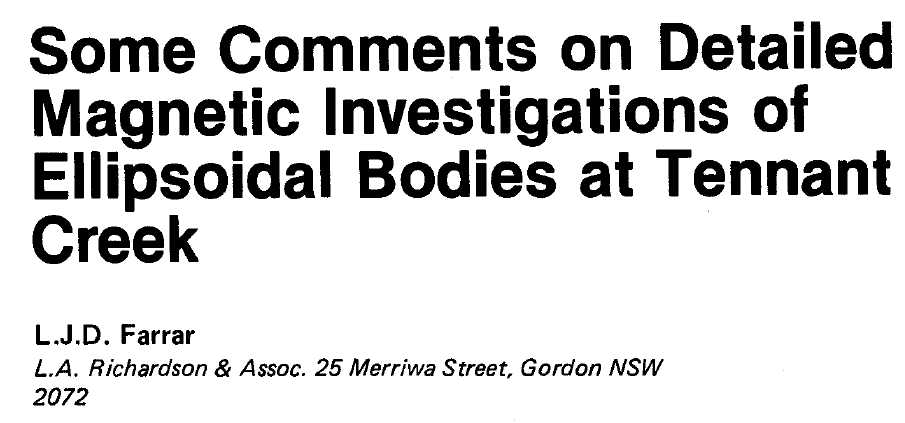 Some Comments on Detailed
Magnetic Investigations of
Ellipsoidal Bodies at Tennant
Creek
L.J.D. Farrar
L.A. Richardson & Assoc. 25 Merriwa Street, Gordon NSW
2072